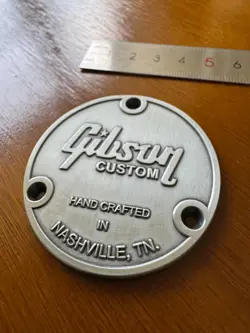 2 3 4 5 6
Gibson
CUSTOM
HAND CRAFTED
IN
NASHVILLE, TN.